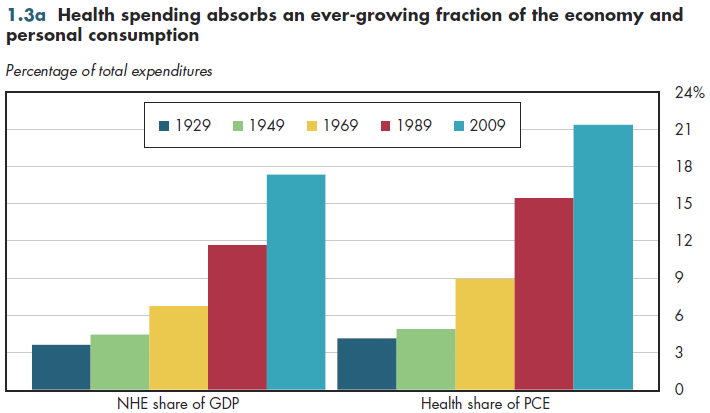 1.3a Health spending absorbs an ever-growing fraction of the economy and
personal consumption
Percentage of total expenditures
24%
1929 1949 1969 1989 2009
21
18
15
12
9
6
3
0
NHE share of GDP Health share of PCE